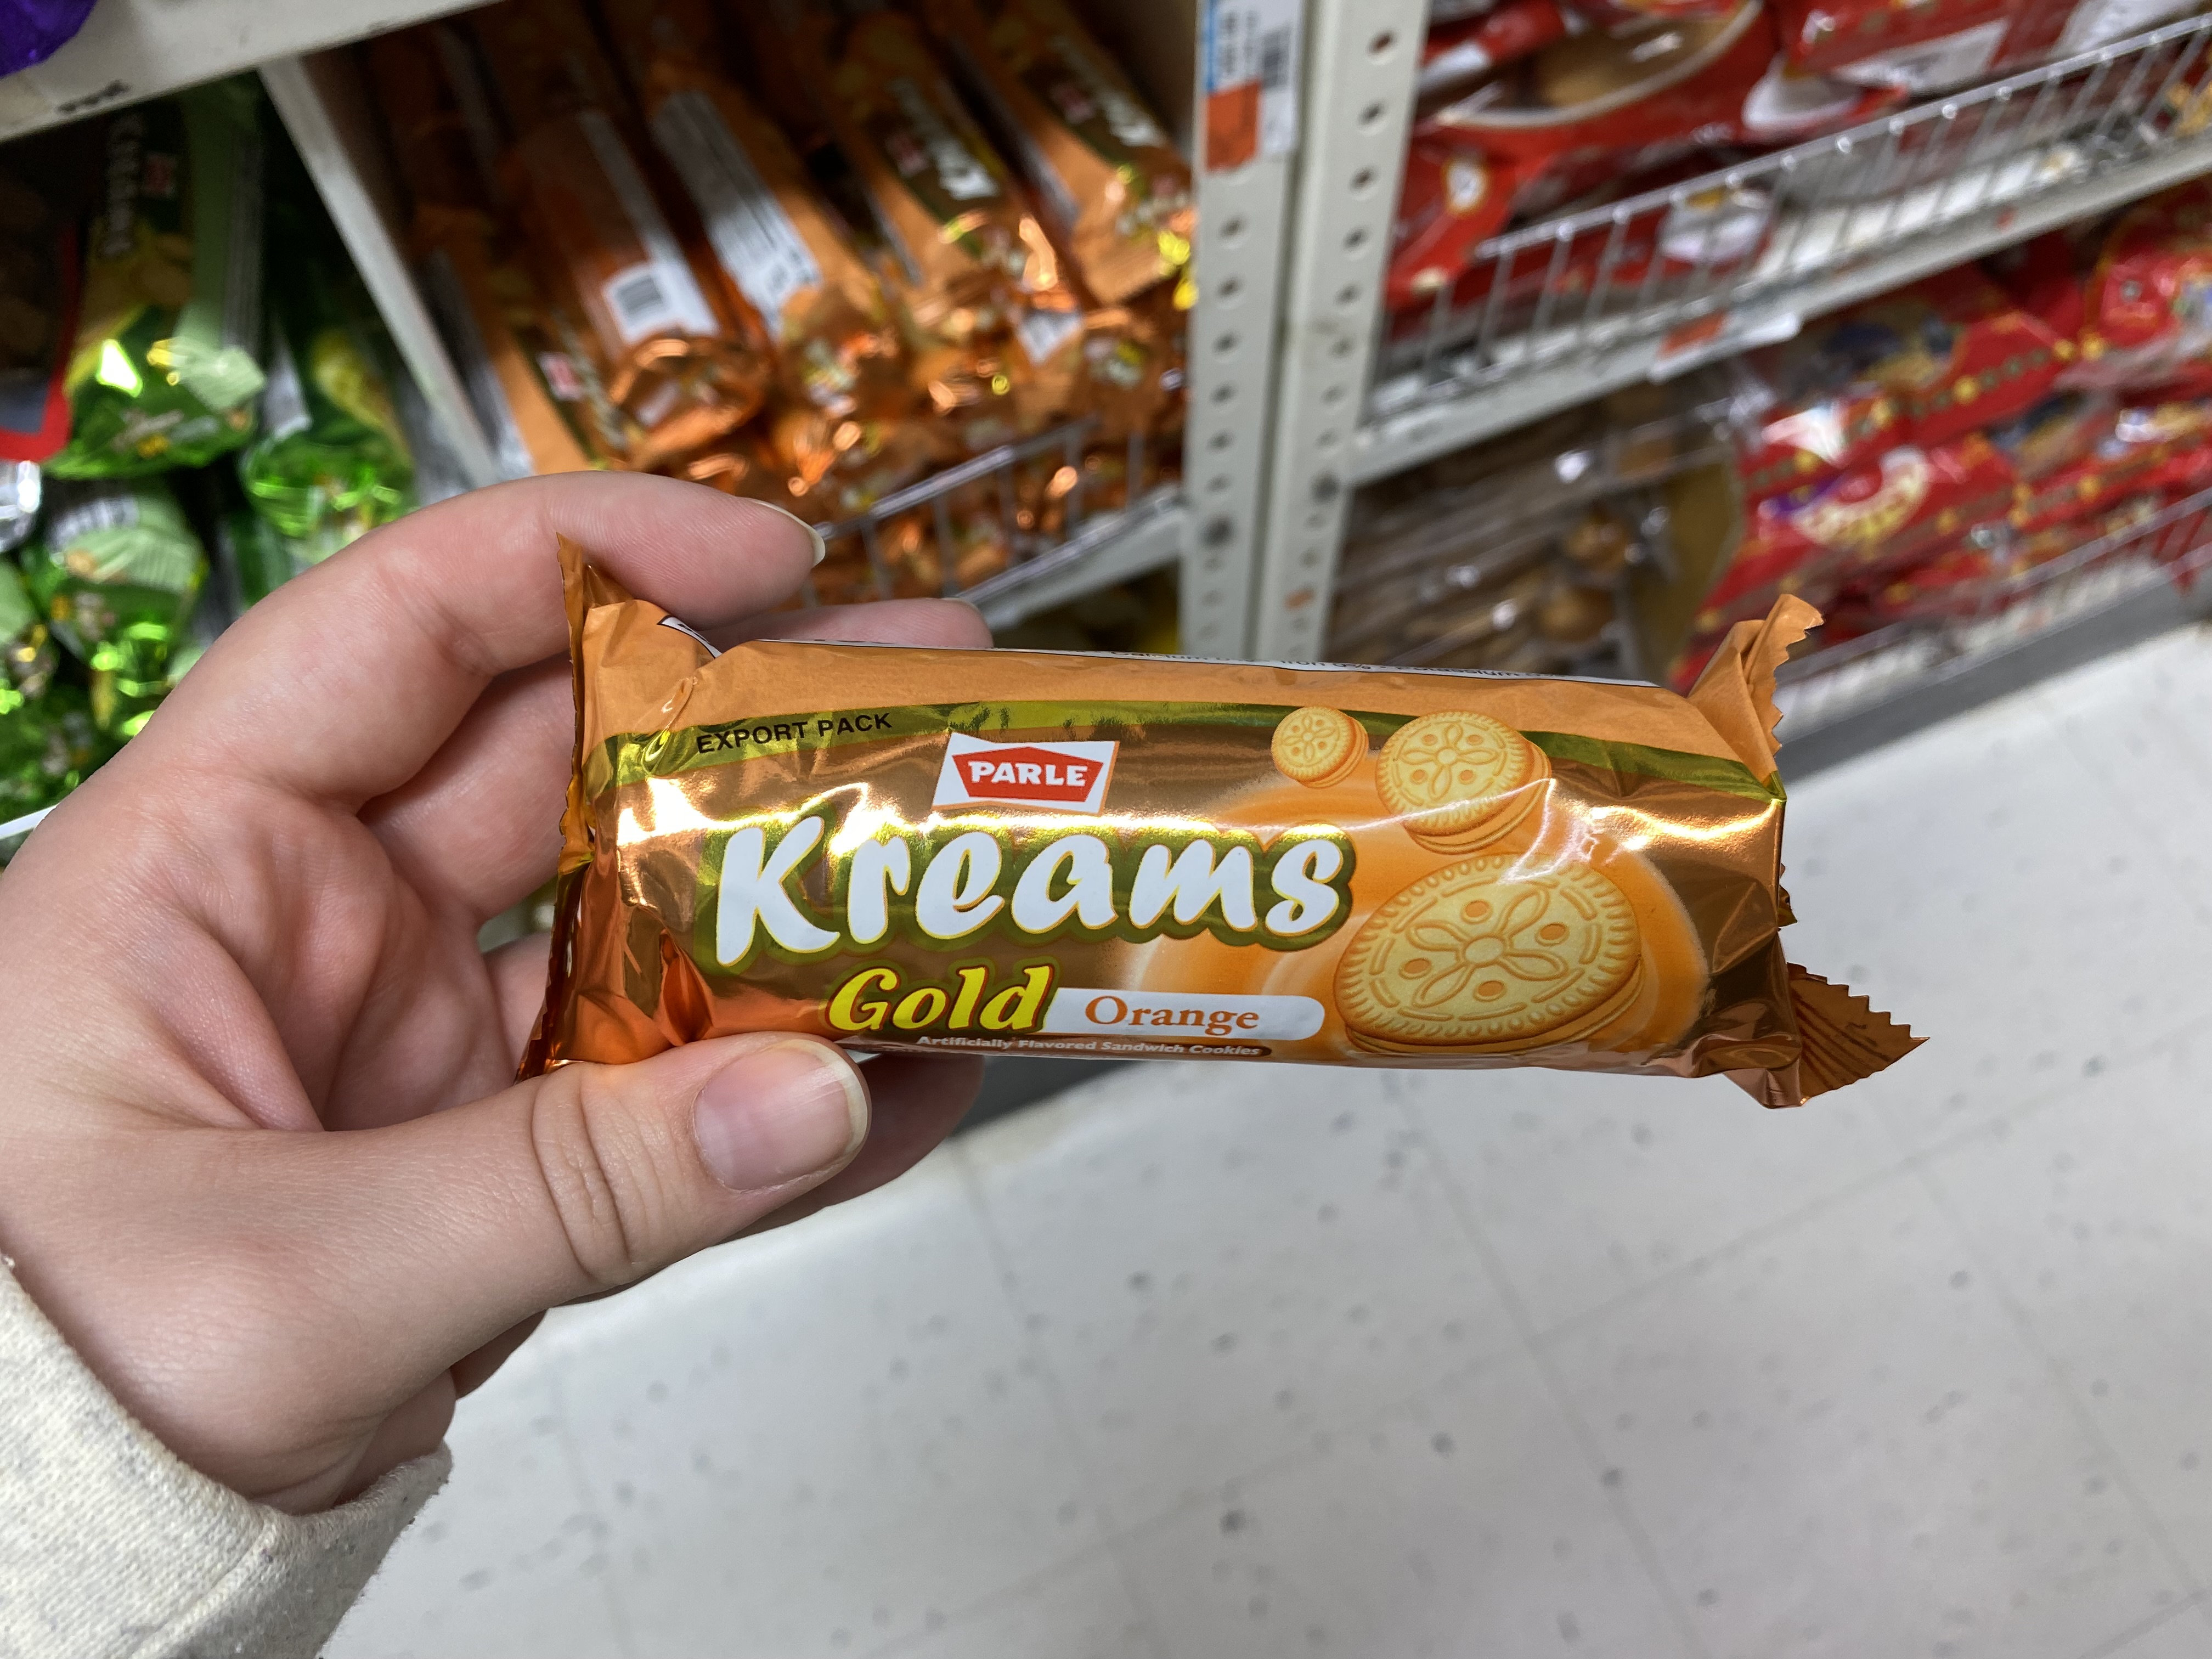 EXPORT PACK
PARLE
Kreams
Gold Orange
Artificially Flavored Sandwich Cookies